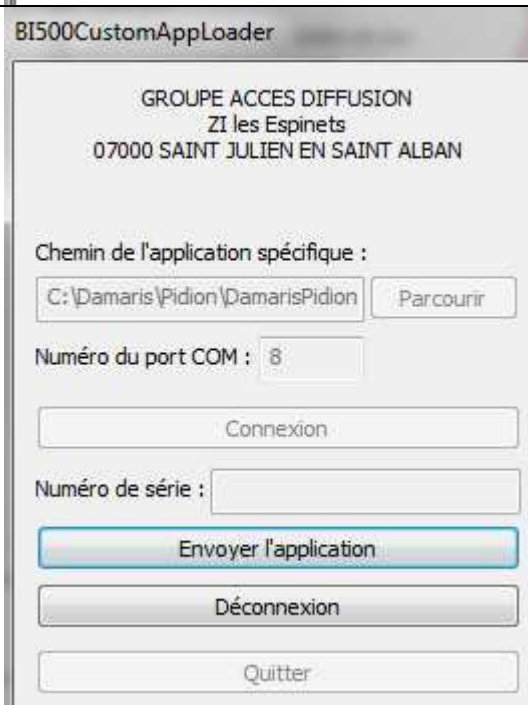 BI500CustomAppLoader
GROUPE ACCES DIFFUSION
ZI les Espinets
07000 SAINT JULIEN EN SAINT ALBAN
Chemin de l'application spécifique :
C:\Damaris\Pidion\DamarisPidion Parcourir
Numéro du port COM : 8
Connexion
Numéro de série :
Envoyer l'application
Déconnexion
Quitter